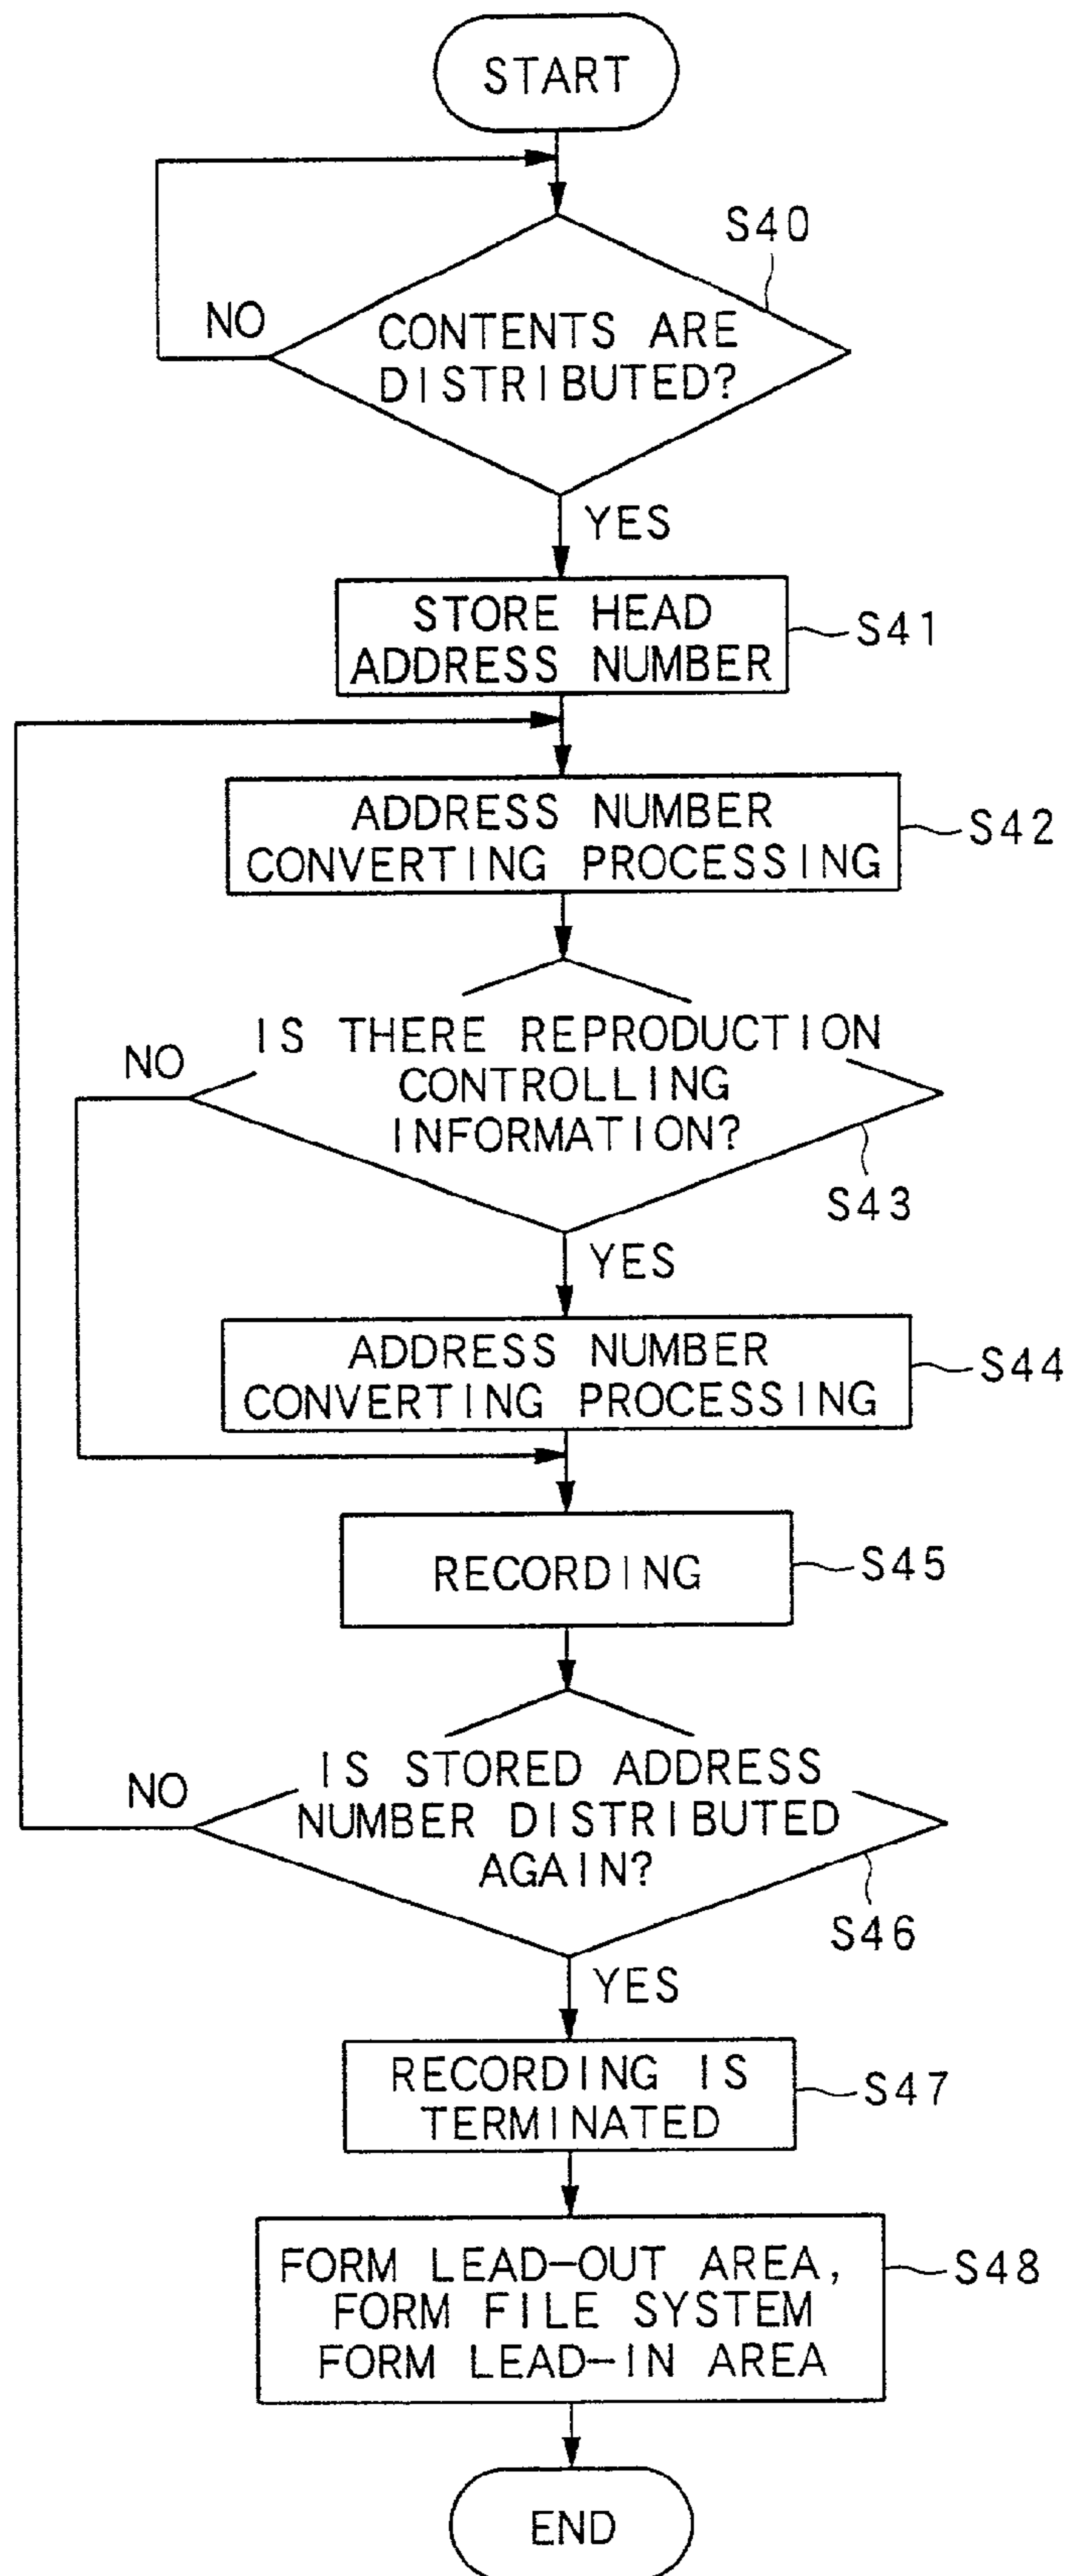 START
S40
NO
CONTENTS ARE
DISTRIBUTED?
YES
STORE HEAD
ADDRESS NUMBER
S41
ADDRESS NUMBER
CONVERTING PROCESSING
S42
IS THERE REPRODUCTION
NO
CONTROLLING
INFORMATION?
S43
YES
ADDRESS NUMBER
CONVERTING PROCESSING
S44
RECORDING
S45
IS STORED ADDRESS
NO
NUMBER DISTRIBUTED
AGAIN?
S46
YES
RECORDING IS
TERMINATED
S47
FORM LEAD-OUT AREA,
FORM FILE SYSTEM
FORM LEAD-IN AREA
S48
END